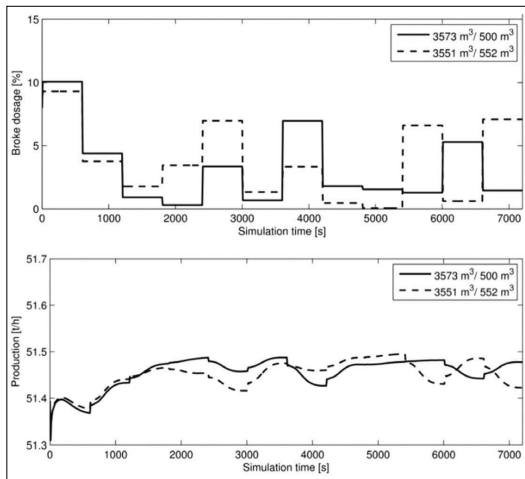 15
10
5
0
Broke dosage [%]
3573 m³/ 500 m³
3551 m³/ 552 m³
0 1000 2000 3000 4000 5000 6000 7000
Simulation time [s]
51.7
51.6
51.5
51.4
51.3
Production [t/h]
3573 m³/ 500 m³
3551 m³/ 552 m³
0 1000 2000 3000 4000 5000 6000 7000
Simulation time [s]